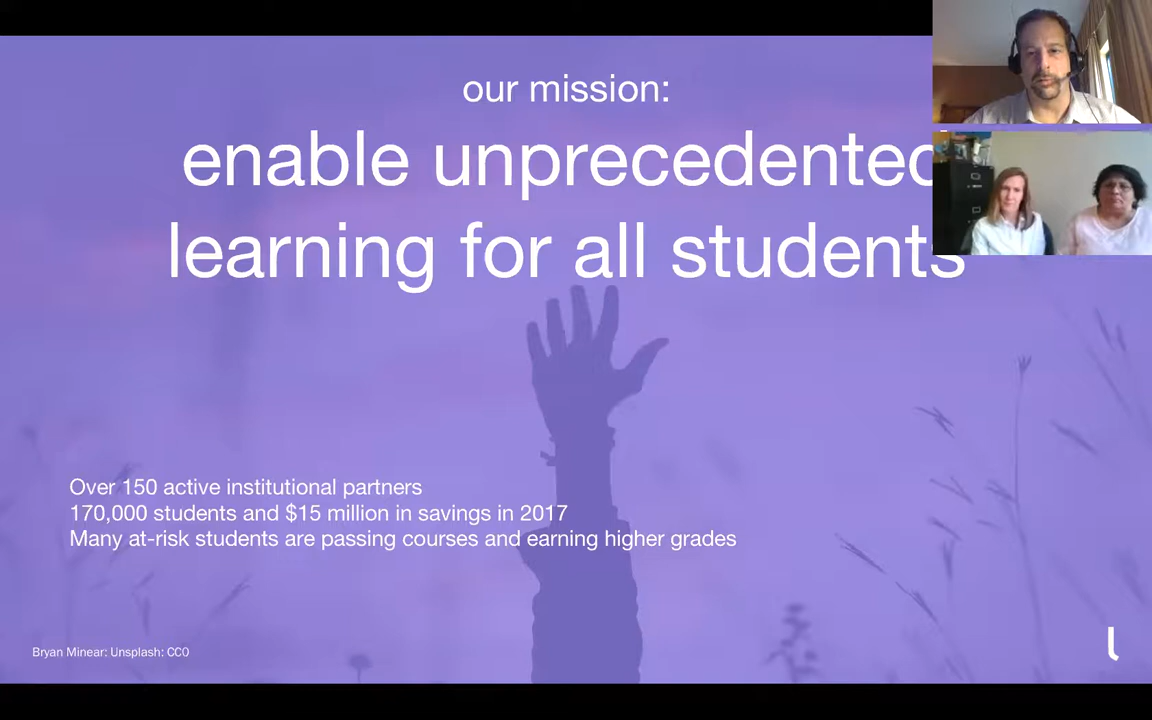 our mission:
enable unprecedented
learning for all students
Over 150 active institutional partners
170,000 students and $15 million in savings in 2017
Many at-risk students are passing courses and earning higher grades
Bryan Minear: Unsplash: CC0
l